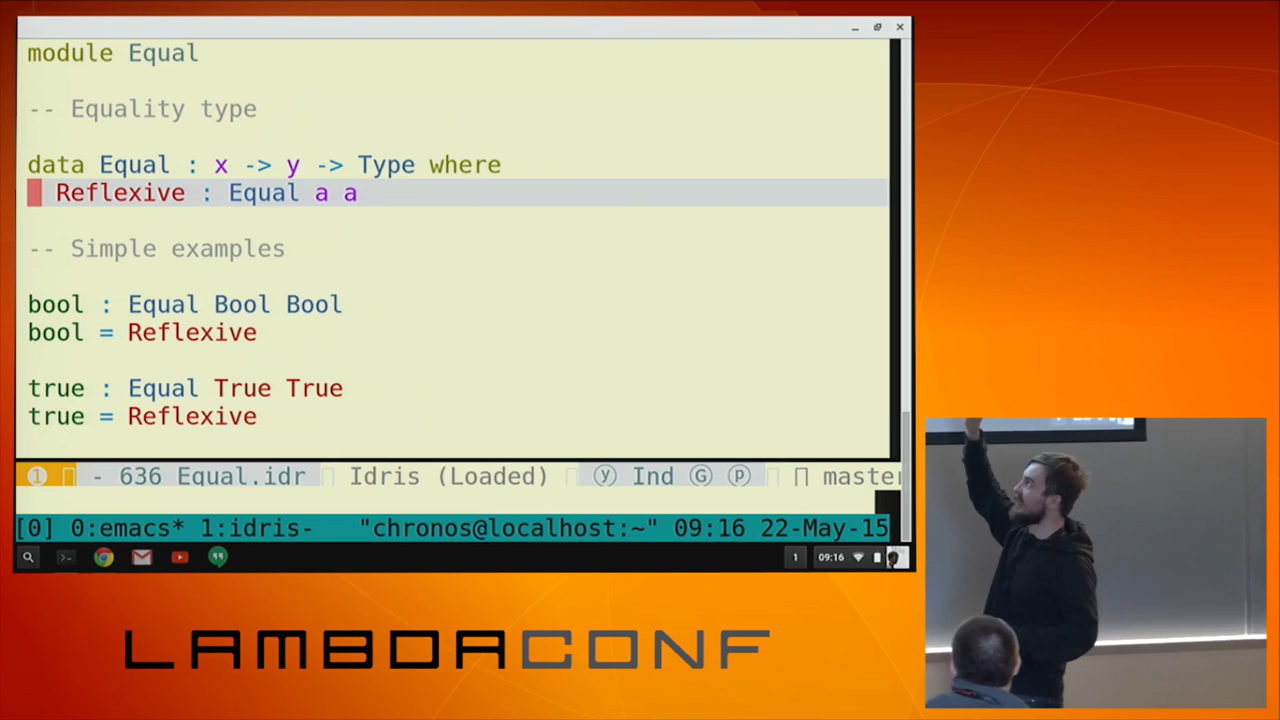 module Equal
-- Equality type
data Equal : x -> y -> Type where
Reflexive : Equal a a
-- Simple examples
bool : Equal Bool Bool
bool = Reflexive
true : Equal True True
true = Reflexive
1 - 636 Equal.idr Idris (Loaded) y Ind G p master
[0] 0:emacs* 1:idris- "chronos@localhost:~" 09:16 22-May-15
1 09:16
LAMBDACONF